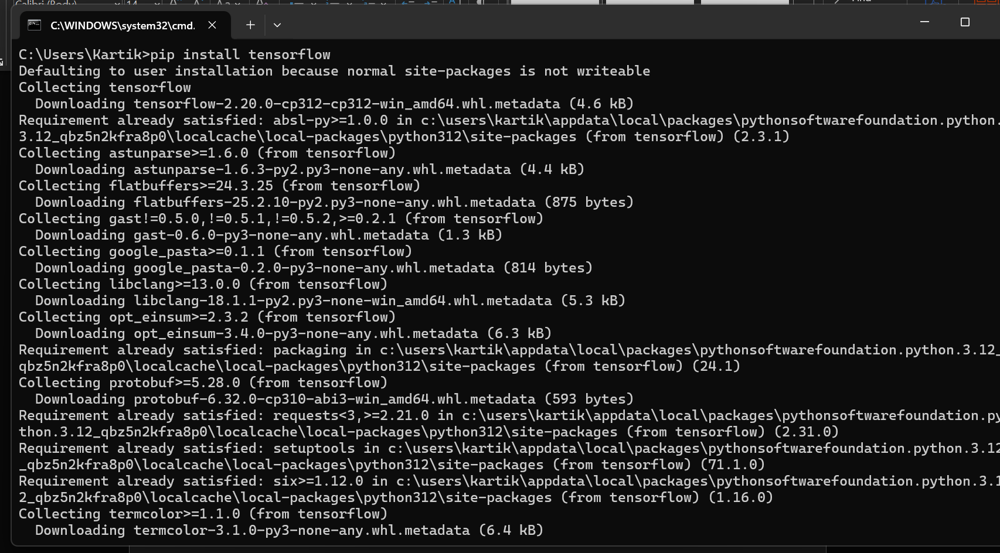 Calibri (Body)
14
Find
C:\WINDOWS\system32\cmd.
C:\Users\Kartik>pip install tensorflow
Defaulting to user installation because normal site-packages is not writeable
Collecting tensorflow
  Downloading tensorflow-2.20.0-cp312-cp312-win_amd64.whl.metadata (4.6 kB)
Requirement already satisfied: absl-py>=1.0.0 in c:\users\kartik\appdata\local\packages\pythonsoftwarefoundation.python.
3.12_qbz5n2kfra8p0\localcache\local-packages\python312\site-packages (from tensorflow) (2.3.1)
Collecting astunparse>=1.6.0 (from tensorflow)
  Downloading astunparse-1.6.3-py2.py3-none-any.whl.metadata (4.4 kB)
Collecting flatbuffers>=24.3.25 (from tensorflow)
  Downloading flatbuffers-25.2.10-py2.py3-none-any.whl.metadata (875 bytes)
Collecting gast!=0.5.0,!=0.5.1,!=0.5.2,>=0.2.1 (from tensorflow)
  Downloading gast-0.6.0-py3-none-any.whl.metadata (1.3 kB)
Collecting google_pasta>=0.1.1 (from tensorflow)
  Downloading google_pasta-0.2.0-py3-none-any.whl.metadata (814 bytes)
Collecting libclang>=13.0.0 (from tensorflow)
  Downloading libclang-18.1.1-py2.py3-none-win_amd64.whl.metadata (5.3 kB)
Collecting opt_einsum>=2.3.2 (from tensorflow)
  Downloading opt_einsum-3.4.0-py3-none-any.whl.metadata (6.3 kB)
Requirement already satisfied: packaging in c:\users\kartik\appdata\local\packages\pythonsoftwarefoundation.python.3.12_
qbz5n2kfra8p0\localcache\local-packages\python312\site-packages (from tensorflow) (24.1)
Collecting protobuf>=5.28.0 (from tensorflow)
  Downloading protobuf-6.32.0-cp310-abi3-win_amd64.whl.metadata (593 bytes)
Requirement already satisfied: requests<3,>=2.21.0 in c:\users\kartik\appdata\local\packages\pythonsoftwarefoundation.py
thon.3.12_qbz5n2kfra8p0\localcache\local-packages\python312\site-packages (from tensorflow) (2.31.0)
Requirement already satisfied: setuptools in c:\users\kartik\appdata\local\packages\pythonsoftwarefoundation.python.3.12
_qbz5n2kfra8p0\localcache\local-packages\python312\site-packages (from tensorflow) (71.1.0)
Requirement already satisfied: six>=1.12.0 in c:\users\kartik\appdata\local\packages\pythonsoftwarefoundation.python.3.1
2_qbz5n2kfra8p0\localcache\local-packages\python312\site-packages (from tensorflow) (1.16.0)
Collecting termcolor>=1.1.0 (from tensorflow)
  Downloading termcolor-3.1.0-py3-none-any.whl.metadata (6.4 kB)